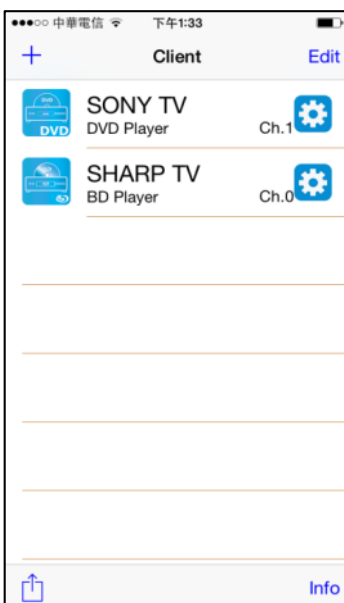 中華電信 下午1:33
+ Client Edit
SONY TV
DVD DVD Player Ch.1
SHARP TV
BD Player Ch.0
Info